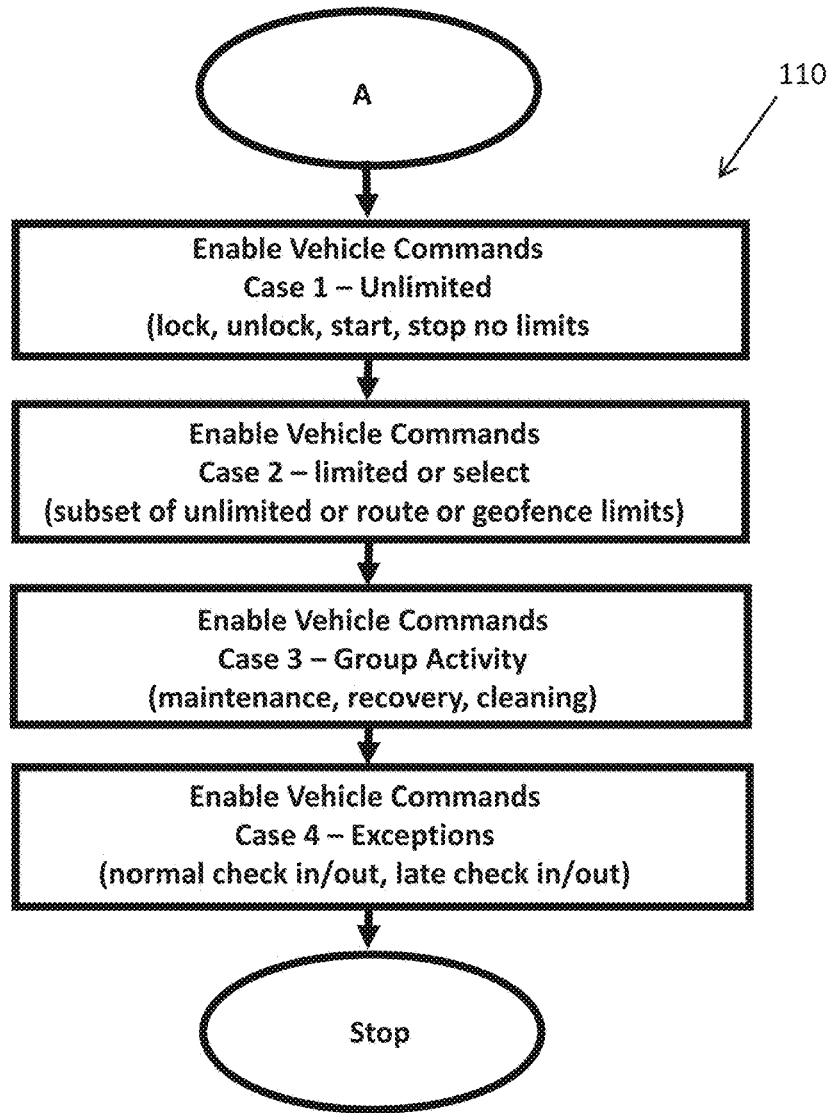 A
110
Enable Vehicle Commands
Case 1 – Unlimited
(lock, unlock, start, stop no limits
Enable Vehicle Commands
Case 2 – limited or select
(subset of unlimited or route or geofence limits)
Enable Vehicle Commands
Case 3 – Group Activity
(maintenance, recovery, cleaning)
Enable Vehicle Commands
Case 4 – Exceptions
(normal check in/out, late check in/out)
Stop